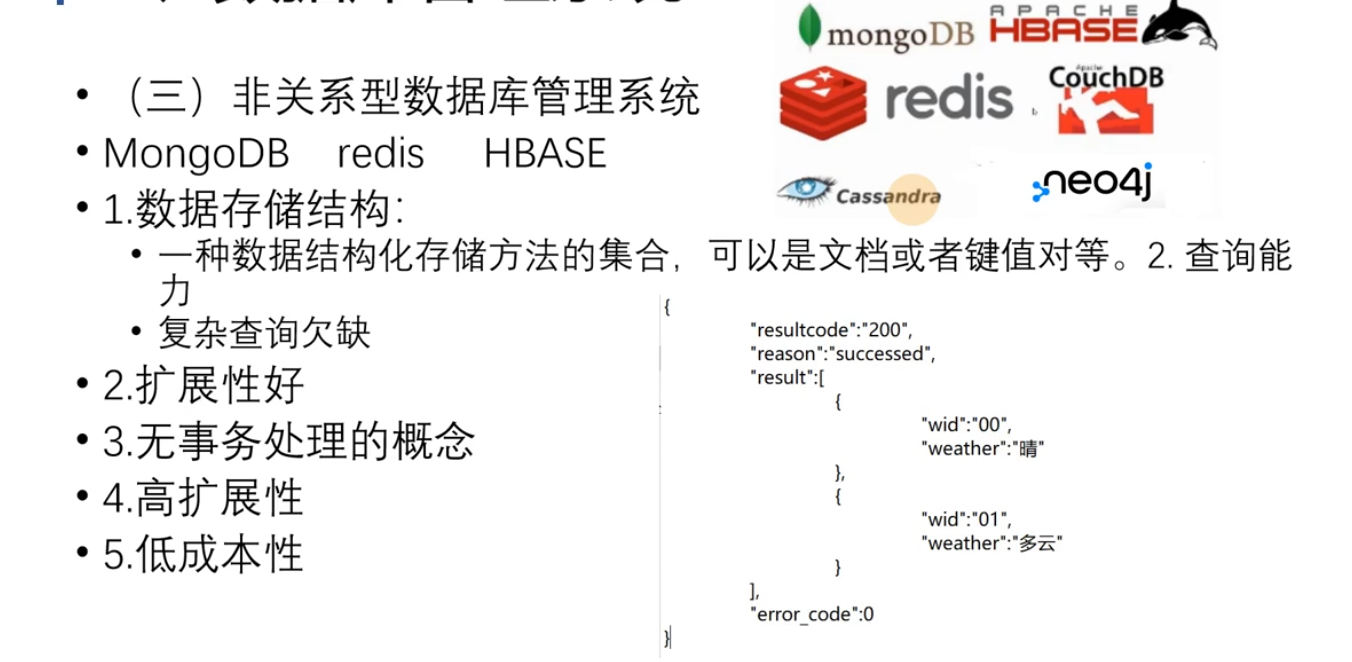 mongoDB
APACHE
HBASE
redis
Apache
CouchDB
Cassandra
neo4j
• （三）非关系型数据库管理系统
• MongoDB redis HBASE
• 1.数据存储结构：
• 一种数据结构化存储方法的集合，可以是文档或者键值对等。2. 查询能
力
• 复杂查询欠缺
• 2.扩展性好
• 3.无事务处理的概念
• 4.高扩展性
• 5.低成本性
{
"resultcode":"200",
"reason":"successed",
"result":[
{
"wid":"00",
"weather":"晴"
},
{
"wid":"01",
"weather":"多云"
}
],
"error_code":0
}